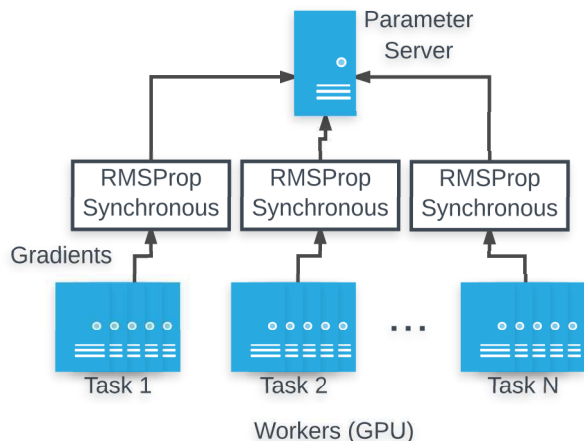 Parameter
Server
RMSProp
Synchronous
RMSProp
Synchronous
RMSProp
Synchronous
Gradients
...
Task 1
Task 2
Task N
Workers (GPU)